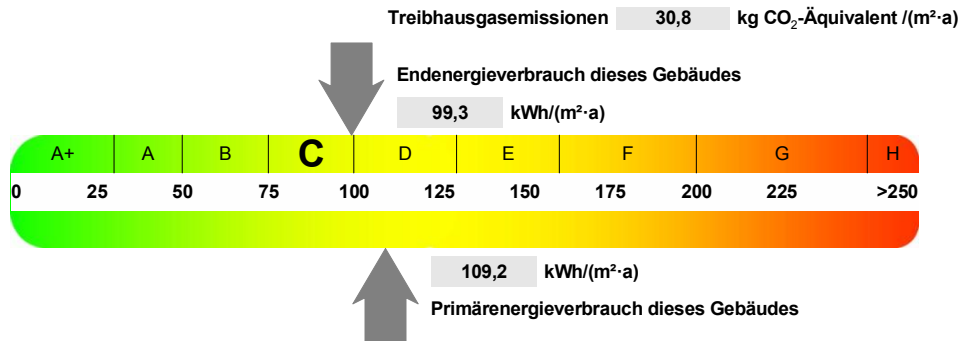 Treibhausgasemissionen 30,8 kg CO₂-Äquivalent /(m²·a)
Endenergieverbrauch dieses Gebäudes
99,3 kWh/(m²·a)
A+ A B C D E F G H
0 25 50 75 100 125 150 175 200 225 >250
109,2 kWh/(m²·a)
Primärenergieverbrauch dieses Gebäudes